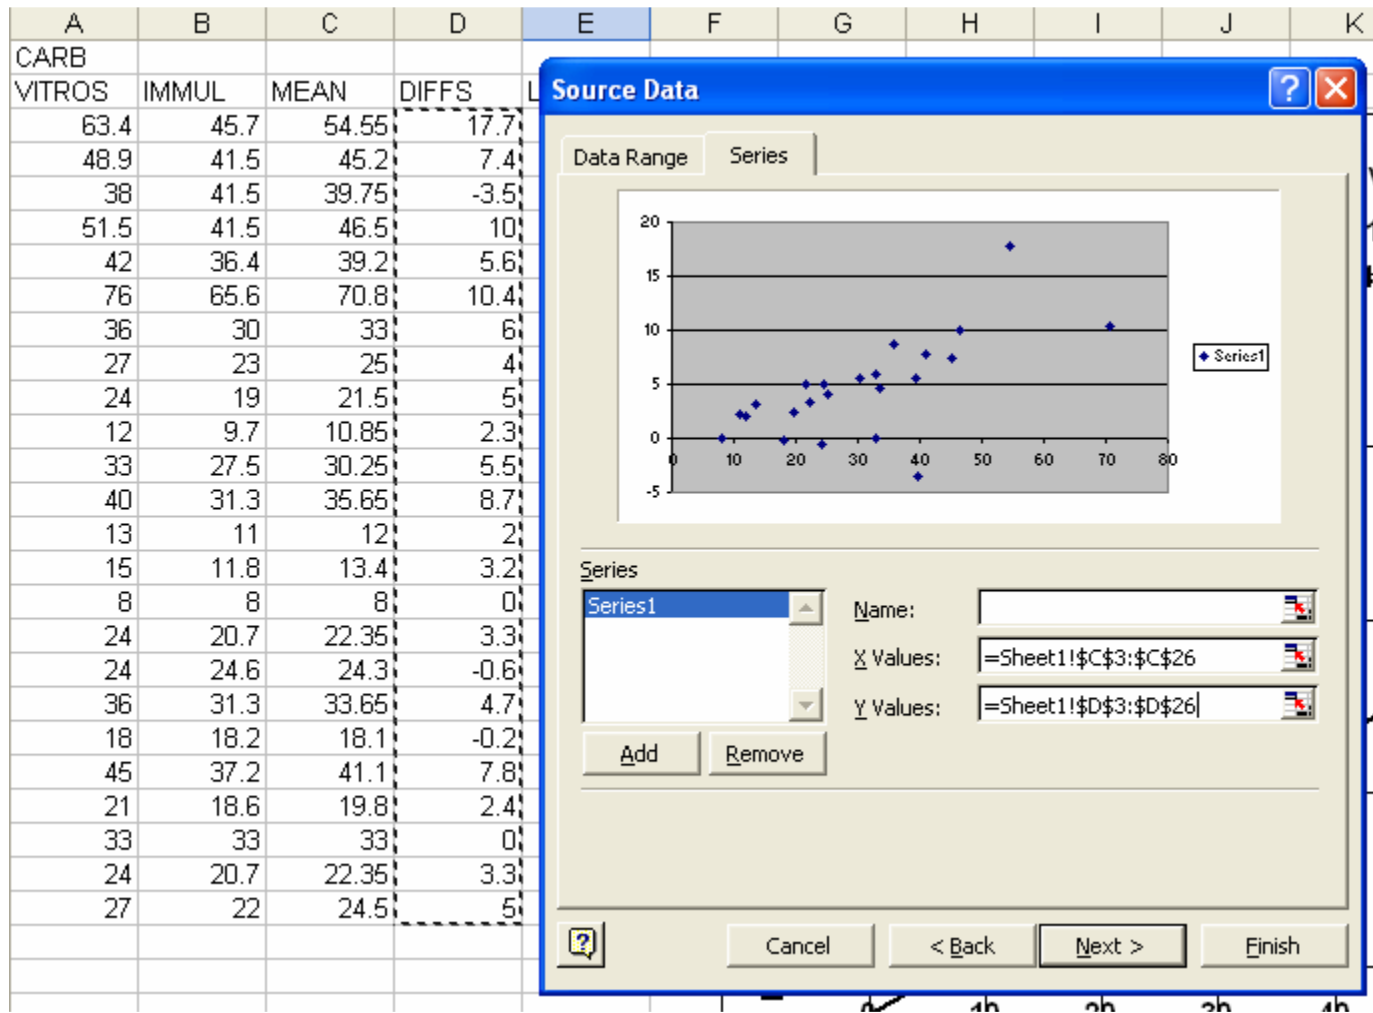 A B C D E F G H I J K
CARB
VITROS IMMUL MEAN DIFFS L
63.4 45.7 54.55 17.7
48.9 41.5 45.2 7.4
38 41.5 39.75 -3.5
51.5 41.5 46.5 10
42 36.4 39.2 5.6
76 65.6 70.8 10.4
36 30 33 6
27 23 25 4
24 19 21.5 5
12 9.7 10.85 2.3
33 27.5 30.25 5.5
40 31.3 35.65 8.7
13 11 12 2
15 11.8 13.4 3.2
8 8 8 0
24 20.7 22.35 3.3
24 24.6 24.3 -0.6
36 31.3 33.65 4.7
18 18.2 18.1 -0.2
45 37.2 41.1 7.8
21 18.6 19.8 2.4
33 33 33 0
24 20.7 22.35 3.3
27 22 24.5 5
Source Data
Data Range Series
20
15
10
5
0
-5
0 10 20 30 40 50 60 70 80
Series1
Series
Series1
Name:
X Values: =Sheet1!$C$3:$C$26
Y Values: =Sheet1!$D$3:$D$26
Add Remove
Cancel < Back Next > Finish
0 10 20 30 40